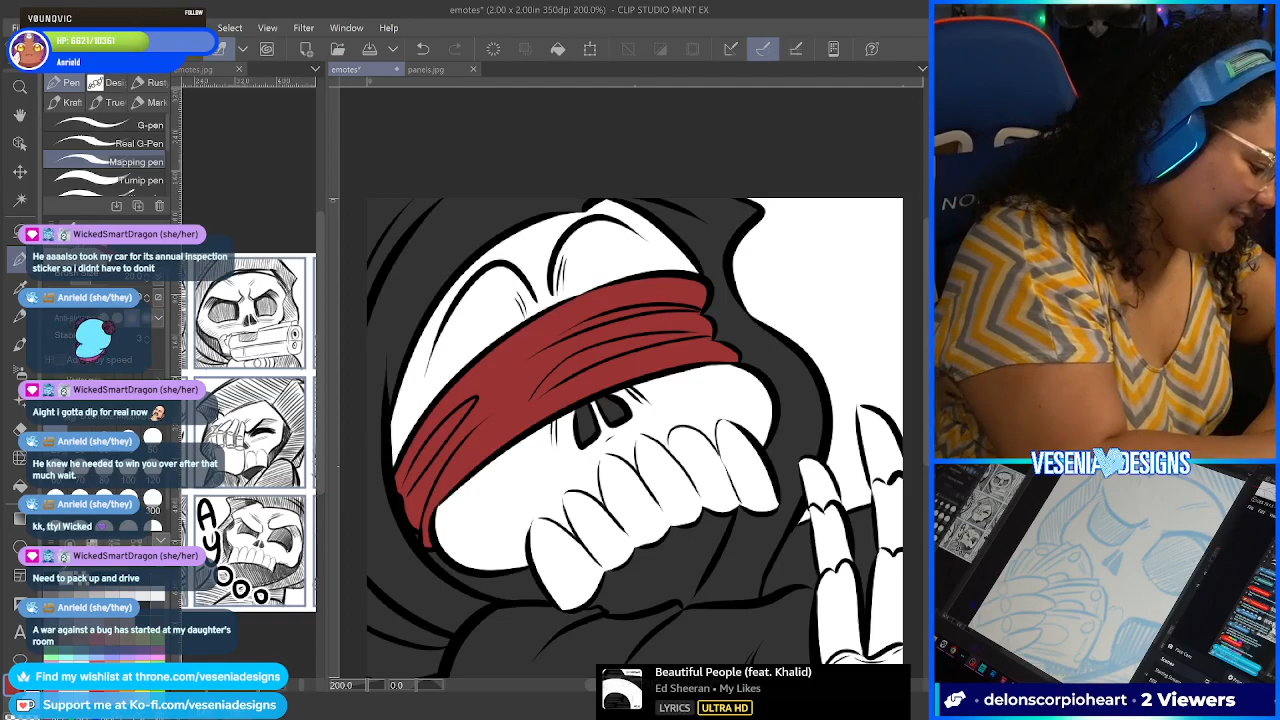 emotes* (2.00 x 2.00in 350dpi 200.0%) - CLIP STUDIO PAINT EX
YØUNQVIC
FOLLOW
Select View Filter Window Help
HP: 6621/10361
Anrield
emotes.jpg
emotes*
panels.jpg
Pen
Rust
Mark
G-pen
Real G-Pen
Mapping pen
Turnip pen
WickedSmartDragon (she/her)
He aaaalso took my car for its annual inspection
sticker so i didnt have to donit
Anrield (she/they)
WickedSmartDragon (she/her)
Aight i gotta dip for real now
Anrield (she/they)
He knew he needed to win you over after that
much wait.
Anrield (she/they)
kk, ttyl Wicked
WickedSmartDragon (she/her)
Need to pack up and drive
Anrield (she/they)
A war against a bug has started at my daughter's
room
AYOOO
Find my wishlist at throne.com/veseniadesigns
Support me at Ko-fi.com/veseniadesigns
200.0
Beautiful People (feat. Khalid)
Ed Sheeran • My Likes
LYRICS
ULTRA HD
VESENIA DESIGNS
delonscorpioheart • 2 Viewers